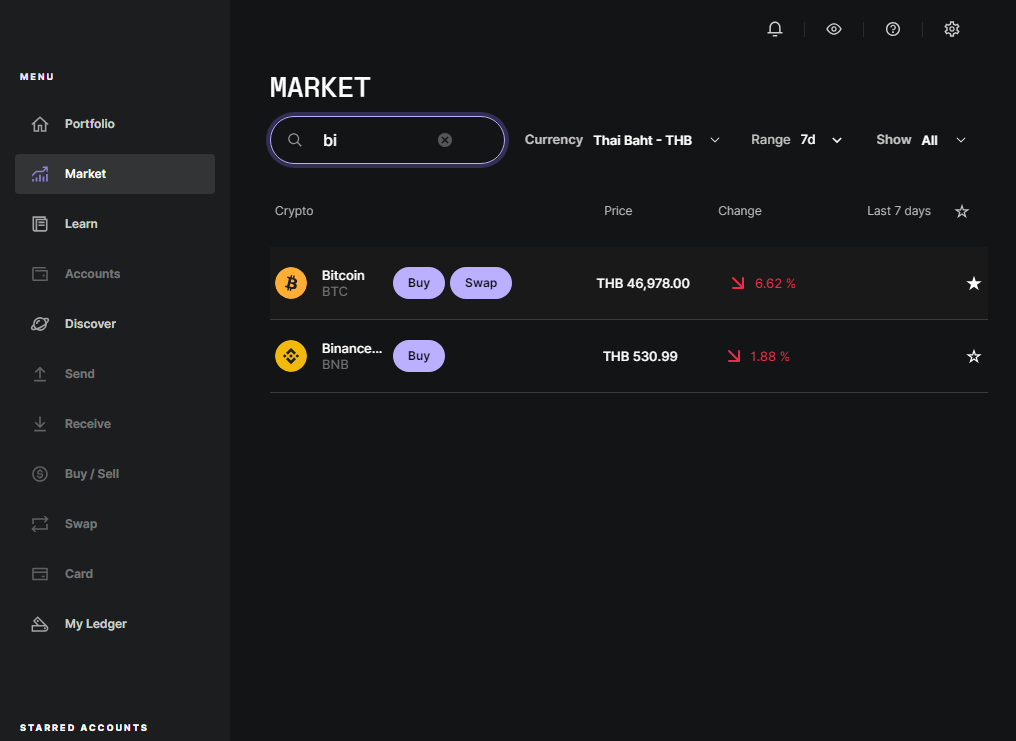 MENU
Portfolio
Market
Learn
Accounts
Discover
Send
Receive
Buy / Sell
Swap
Card
My Ledger
STARRED ACCOUNTS
MARKET
bi
Currency Thai Baht - THB
Range 7d
Show All
Crypto Price Change Last 7 days
Bitcoin
BTC
Buy Swap THB 46,978.00 6.62 %
Binance...
BNB
Buy THB 530.99 1.88 %